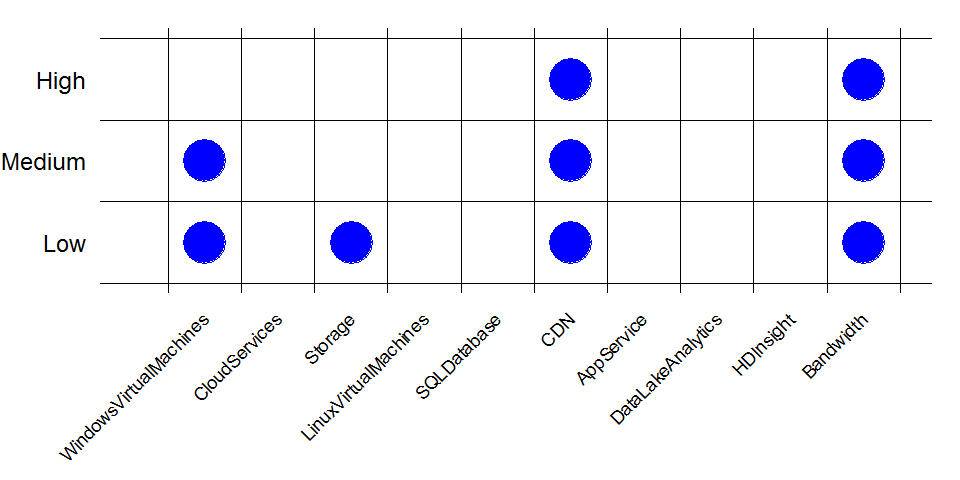 High
Medium
Low
WindowsVirtualMachines
CloudServices
Storage
LinuxVirtualMachines
SQLDatabase
CDN
AppService
DataLakeAnalytics
HDInsight
Bandwidth